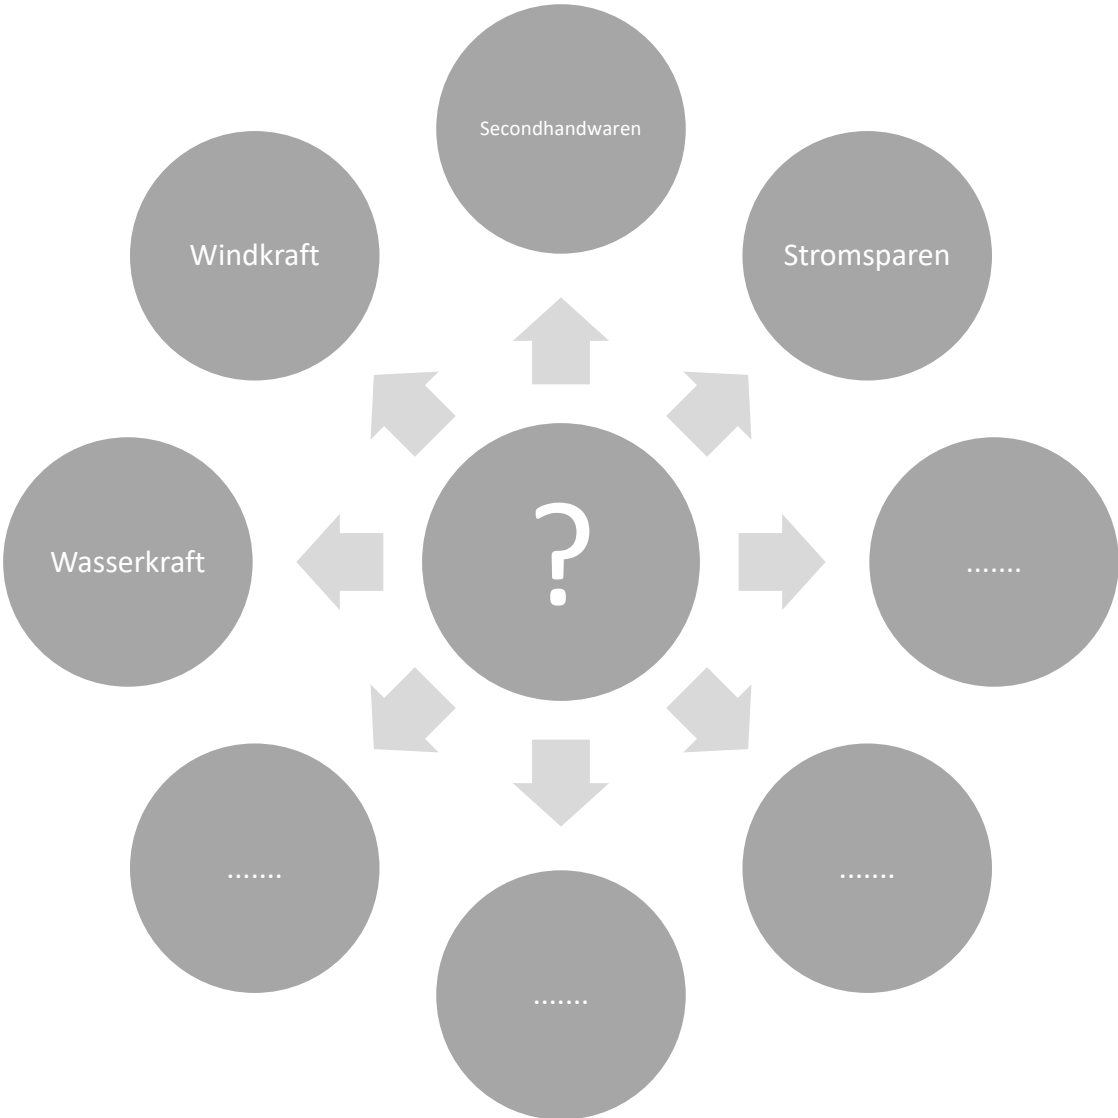 Secondhandwaren
Windkraft
Stromsparen
?
Wasserkraft
.......
.......
.......
.......